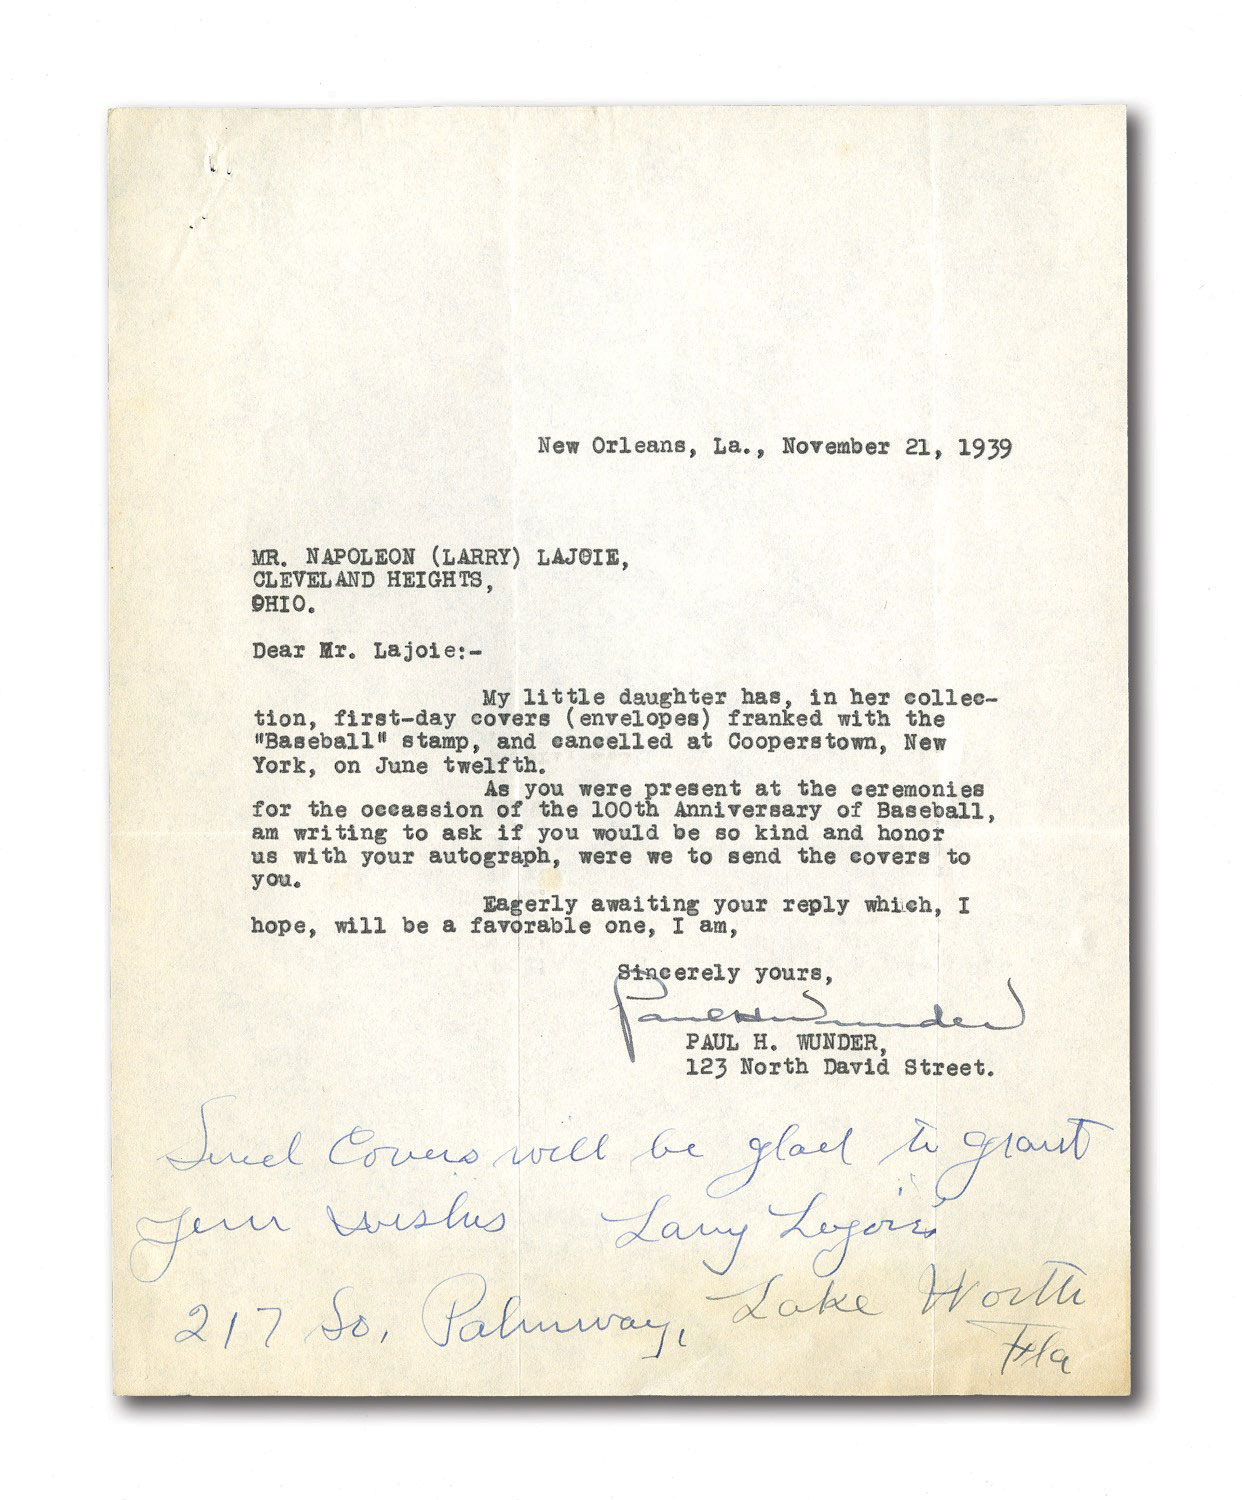 New Orleans, La., November 21, 1939
MR. NAPOLEON (LARRY) LAJOIE,
CLEVELAND HEIGHTS,
OHIO.
Dear Mr. Lajoie:-
My little daughter has, in her collec-
tion, first-day covers (envelopes) franked with the
"Baseball" stamp, and cancelled at Cooperstown, New
York, on June twelfth.
As you were present at the ceremonies
for the occassion of the 100th Anniversary of Baseball,
am writing to ask if you would be so kind and honor
us with your autograph, were we to send the covers to
you.
Eagerly awaiting your reply which, I
hope, will be a favorable one, I am,
Sincerely yours,
Paul H Wunder
PAUL H. WUNDER,
123 North David Street.
Send Covers will be glad to grant
your wishes Larry Lajoie
217 So. Palmway, Lake Worth
Fla